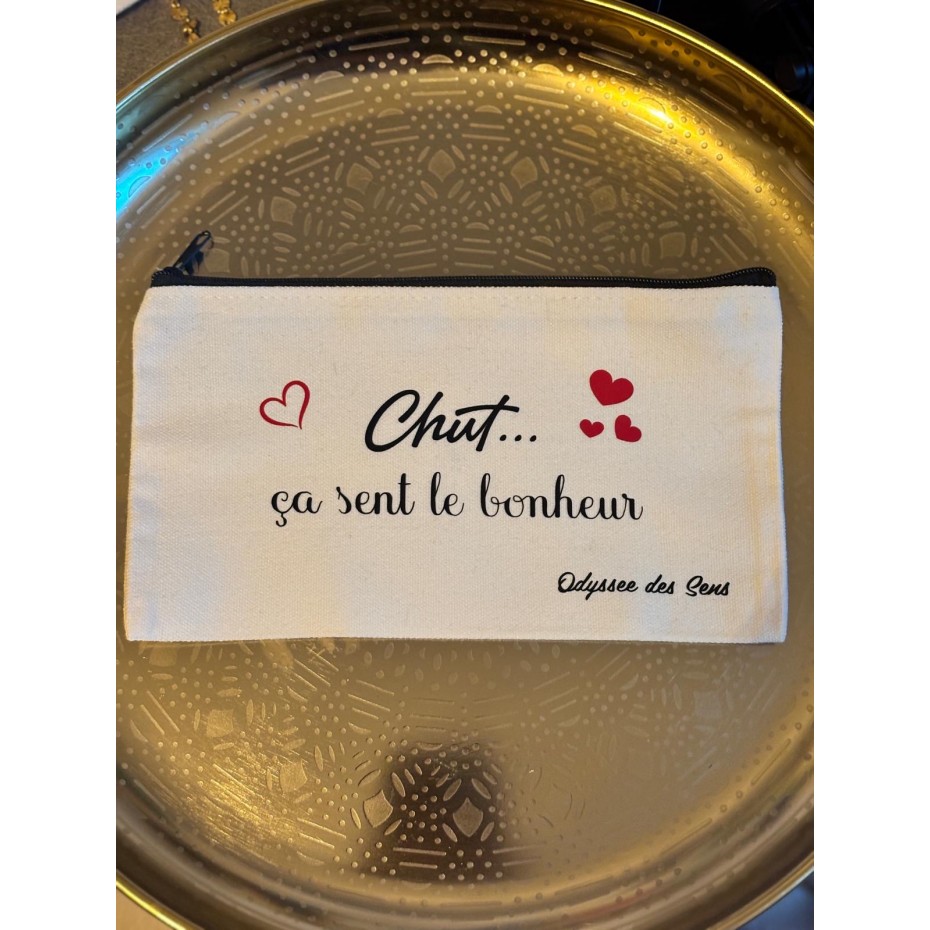 Chut...
ça sent le bonheur
Odyssee des Sens